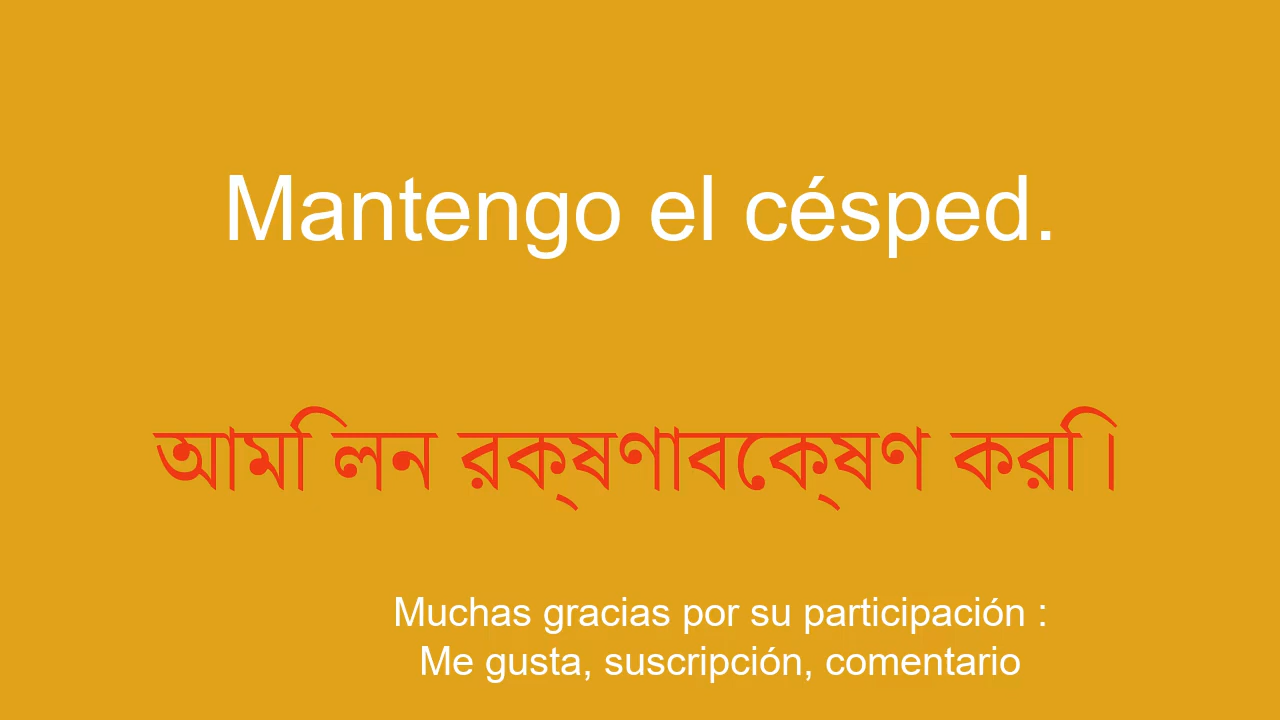 Mantengo el césped.
আমি লন রক্ষণাবেক্ষণ করি।
Muchas gracias por su participación :
Me gusta, suscripción, comentario